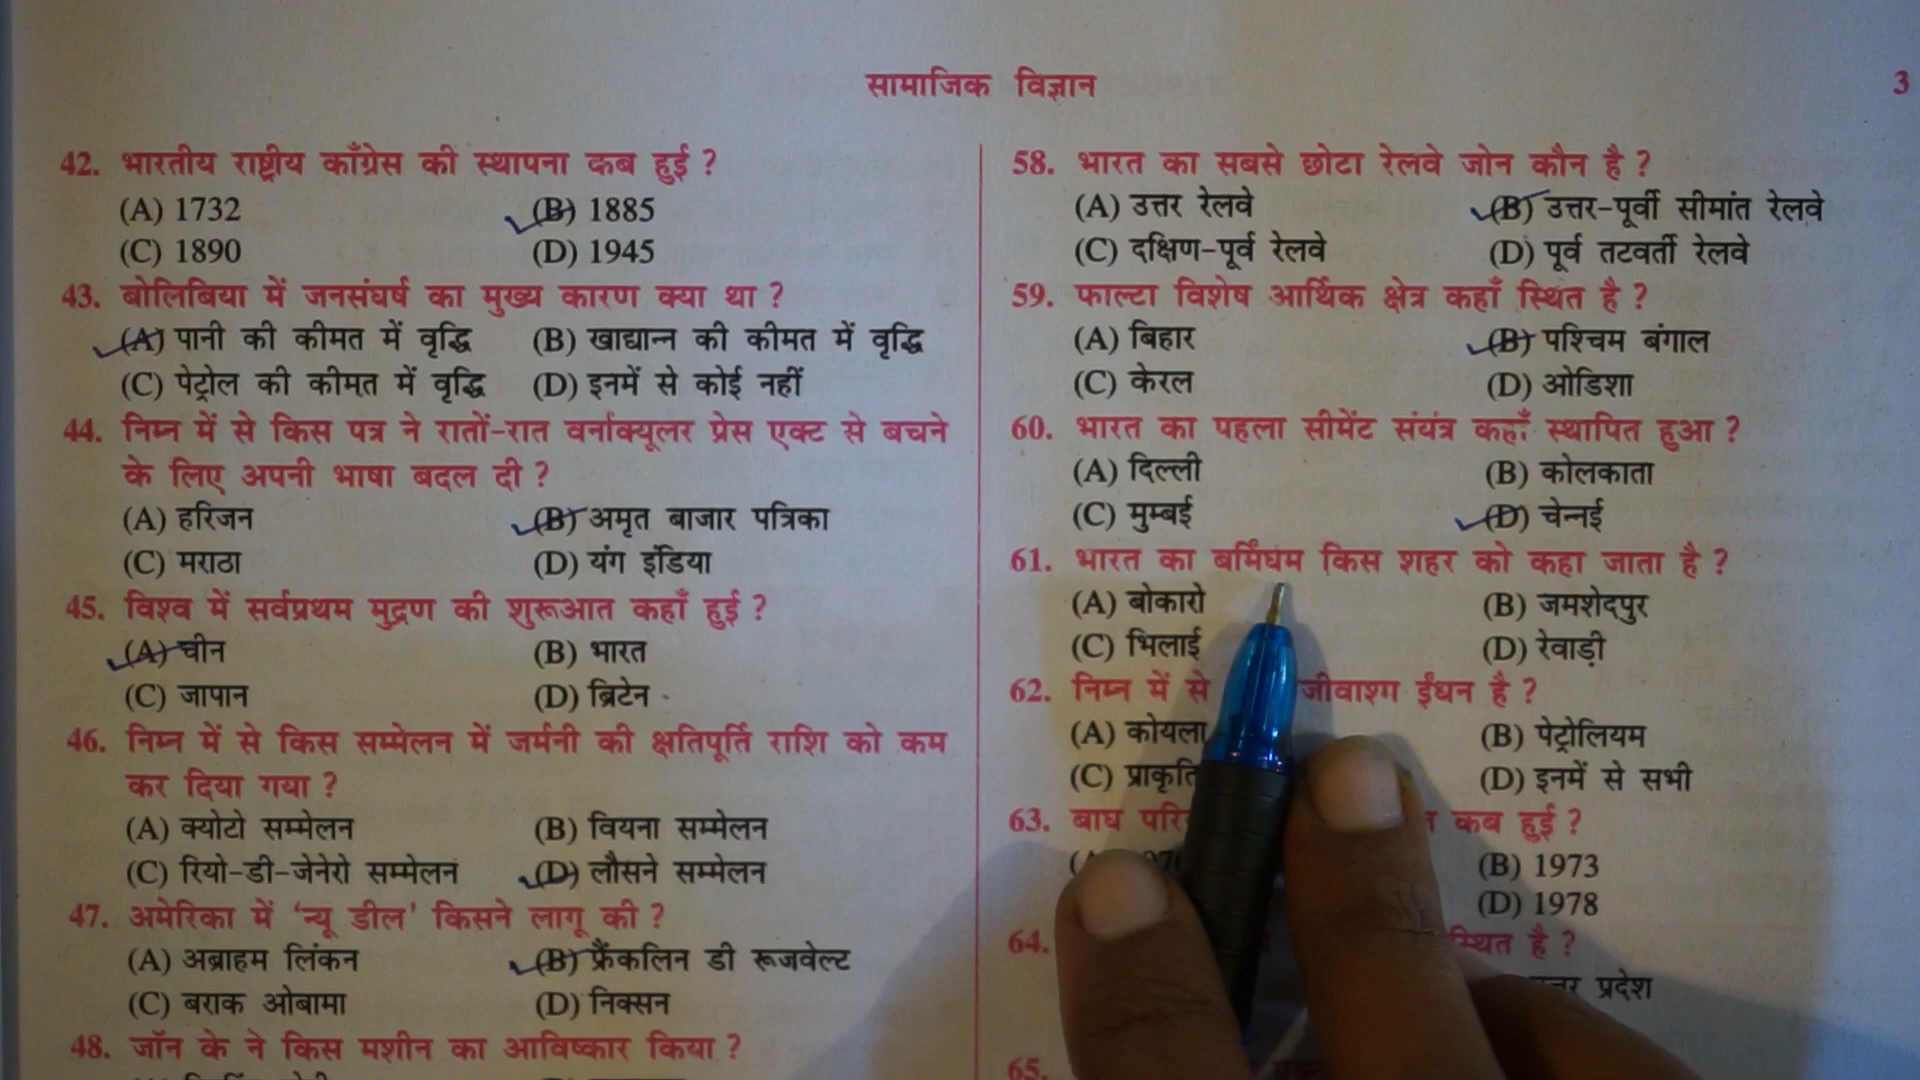 सामाजिक विज्ञान
3
42. भारतीय राष्ट्रीय काँग्रेस की स्थापना कब हुई ?
(A) 1732 (B) 1885
(C) 1890 (D) 1945
43. बोलिबिया में जनसंघर्ष का मुख्य कारण क्या था ?
(A) पानी की कीमत में वृद्धि (B) खाद्यान्न की कीमत में वृद्धि
(C) पेट्रोल की कीमत में वृद्धि (D) इनमें से कोई नहीं
44. निम्न में से किस पत्र ने रातों-रात वर्नाक्यूलर प्रेस एक्ट से बचने
के लिए अपनी भाषा बदल दी ?
(A) हरिजन (B) अमृत बाजार पत्रिका
(C) मराठा (D) यंग इंडिया
45. विश्व में सर्वप्रथम मुद्रण की शुरूआत कहाँ हुई ?
(A) चीन (B) भारत
(C) जापान (D) ब्रिटेन
46. निम्न में से किस सम्मेलन में जर्मनी की क्षतिपूर्ति राशि को कम
कर दिया गया ?
(A) क्योटो सम्मेलन (B) वियना सम्मेलन
(C) रियो-डी-जेनेरो सम्मेलन (D) लौसने सम्मेलन
47. अमेरिका में 'न्यू डील' किसने लागू की ?
(A) अब्राहम लिंकन (B) फ्रैंकलिन डी रूजवेल्ट
(C) बराक ओबामा (D) निक्सन
48. जॉन के ने किस मशीन का आविष्कार किया ?
58. भारत का सबसे छोटा रेलवे जोन कौन है ?
(A) उत्तर रेलवे (B) उत्तर-पूर्वी सीमांत रेलवे
(C) दक्षिण-पूर्व रेलवे (D) पूर्व तटवर्ती रेलवे
59. फाल्टा विशेष आर्थिक क्षेत्र कहाँ स्थित है ?
(A) बिहार (B) पश्चिम बंगाल
(C) केरल (D) ओडिशा
60. भारत का पहला सीमेंट संयंत्र कहाँ स्थापित हुआ ?
(A) दिल्ली (B) कोलकाता
(C) मुम्बई (D) चेन्नई
61. भारत का बर्मिंघम किस शहर को कहा जाता है ?
(A) बोकारो (B) जमशेदपुर
(C) भिलाई (D) रेवाड़ी
62. निम्न में से जीवाश्म ईंधन है ?
(A) कोयला (B) पेट्रोलियम
(C) (D) इनमें से सभी
63. बाघ कब हुई ?
(B) 1973
(D) 1978
64. स्थित है ?
प्रदेश
65.